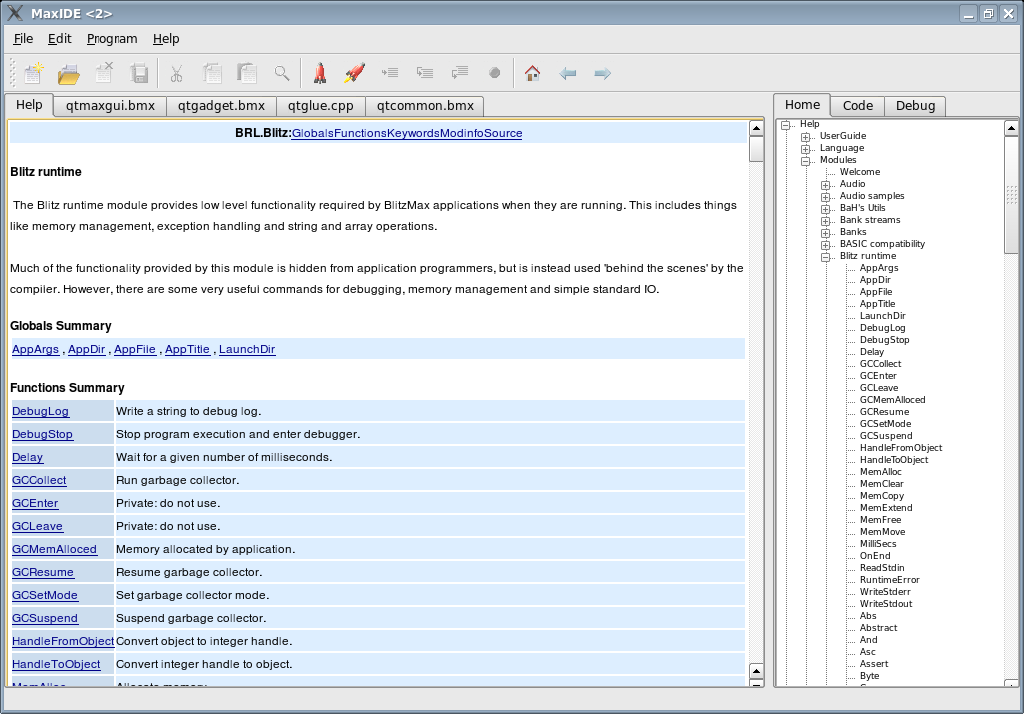 MaxIDE <2>
File Edit Program Help
Help qtmaxgui.bmx qtgadget.bmx qtglue.cpp qtcommon.bmx
BRL.Blitz:GlobalsFunctionsKeywordsModinfoSource
Blitz runtime
The Blitz runtime module provides low level functionality required by BlitzMax applications when they are running. This includes things
like memory management, exception handling and string and array operations.
Much of the functionality provided by this module is hidden from application programmers, but is instead used 'behind the scenes' by the
compiler. However, there are some very useful commands for debugging, memory management and simple standard IO.
Globals Summary
AppArgs , AppDir , AppFile , AppTitle , LaunchDir
Functions Summary
DebugLog Write a string to debug log.
DebugStop Stop program execution and enter debugger.
Delay Wait for a given number of milliseconds.
GCCollect Run garbage collector.
GCEnter Private: do not use.
GCLeave Private: do not use.
GCMemAlloced Memory allocated by application.
GCResume Resume garbage collector.
GCSetMode Set garbage collector mode.
GCSuspend Suspend garbage collector.
HandleFromObject Convert object to integer handle.
HandleToObject Convert integer handle to object.
MemAlloc Allocate memory.
Home Code Debug
Help
UserGuide
Language
Modules
Welcome
Audio
Audio samples
BaH's Utils
Bank streams
Banks
BASIC compatibility
Blitz runtime
AppArgs
AppDir
AppFile
AppTitle
LaunchDir
DebugLog
DebugStop
Delay
GCCollect
GCEnter
GCLeave
GCMemAlloced
GCResume
GCSetMode
GCSuspend
HandleFromObject
HandleToObject
MemAlloc
MemClear
MemCopy
MemExtend
MemFree
MemMove
MilliSecs
OnEnd
ReadStdin
RuntimeError
WriteStderr
WriteStdout
Abs
Abstract
And
Asc
Assert
Byte